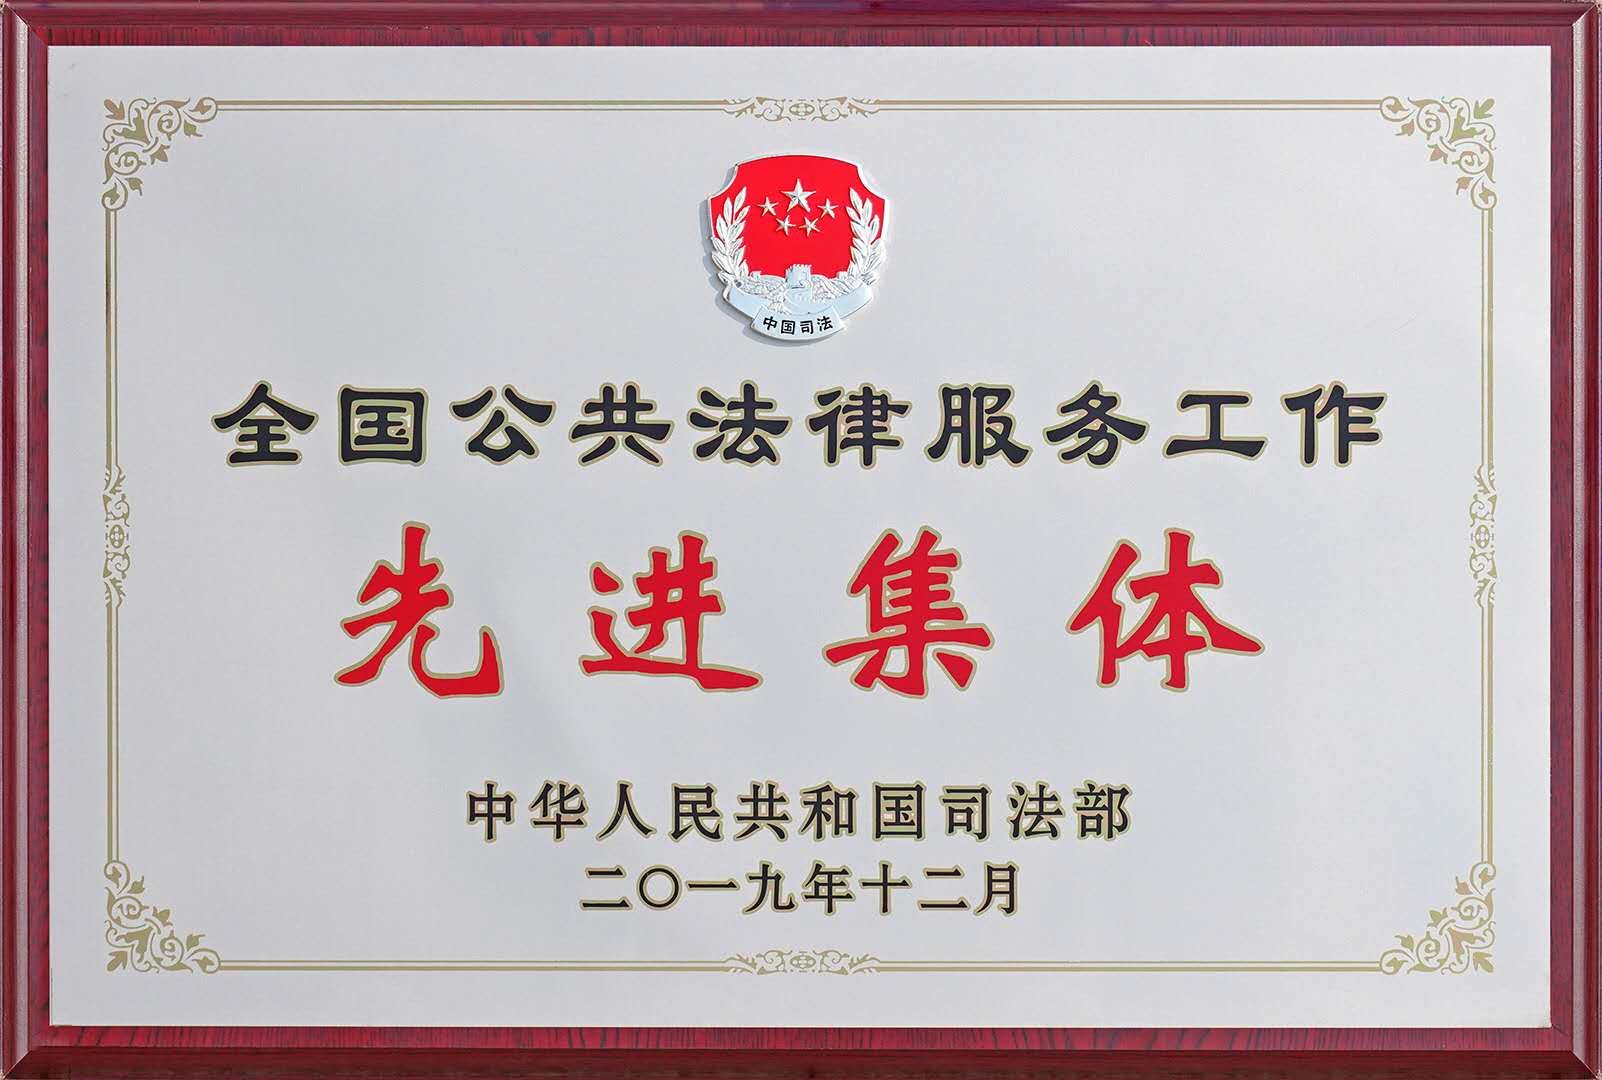 中国司法
全国公共法律服务工作
先进集体
中华人民共和国司法部
二〇一九年十二月